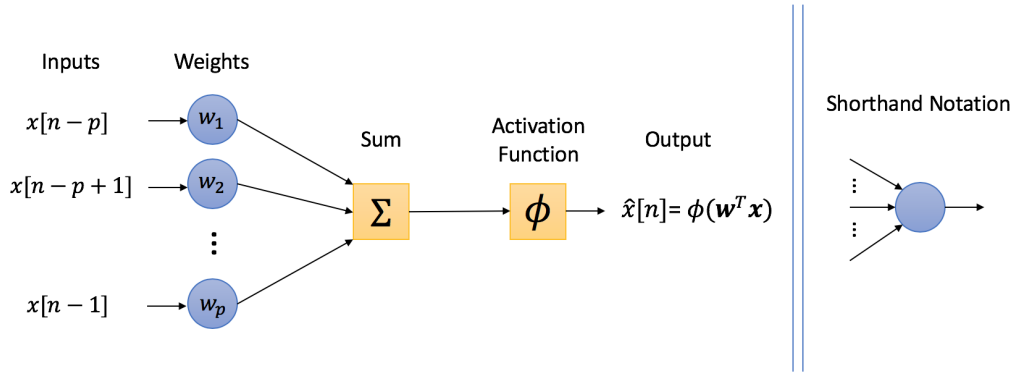 Inputs
Weights
x[n − p]
w₁
x[n − p + 1]
w₂
⋮
x[n − 1]
wₚ
Sum
Σ
Activation
Function
ϕ
Output
x̂[n]= ϕ(𝒘ᵀ𝒙)
Shorthand Notation
⋮
⋮